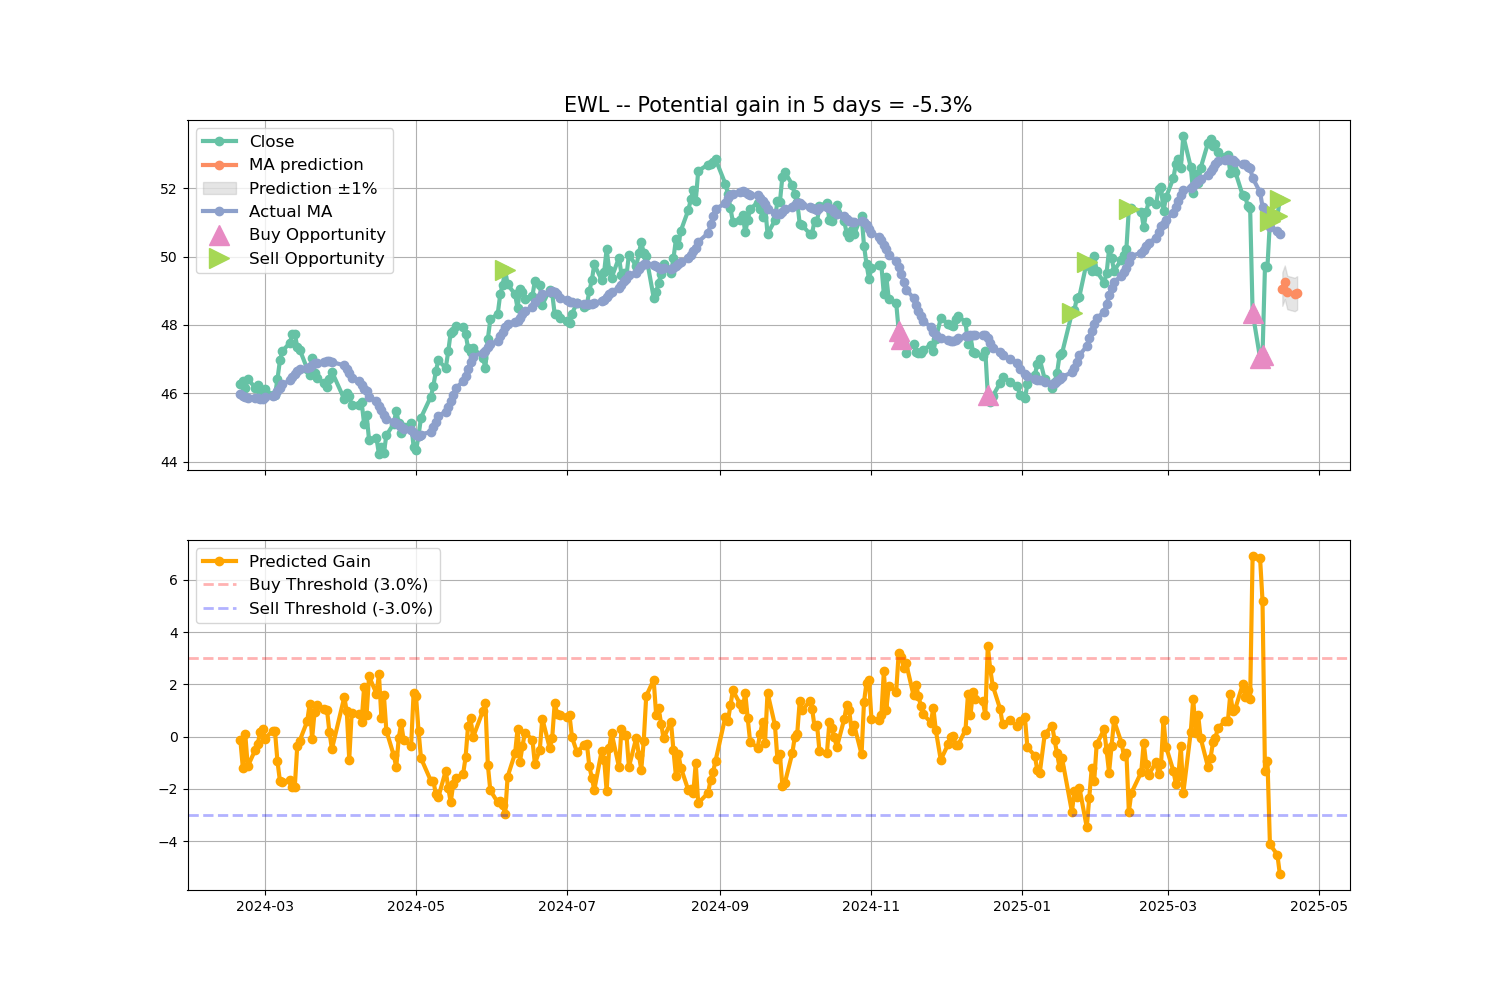 EWL -- Potential gain in 5 days = -5.3%
Close
MA prediction
Prediction ±1%
Actual MA
Buy Opportunity
Sell Opportunity
52
50
48
46
44
Predicted Gain
Buy Threshold (3.0%)
Sell Threshold (-3.0%)
6
4
2
0
−2
−4
2024-03 2024-05 2024-07 2024-09 2024-11 2025-01 2025-03 2025-05